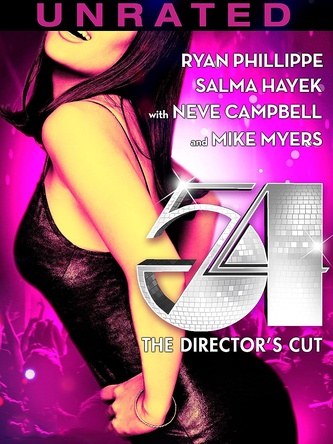 UNRATED
RYAN PHILLIPPE
SALMA HAYEK
with NEVE CAMPBELL
and MIKE MYERS
54
THE DIRECTOR'S CUT